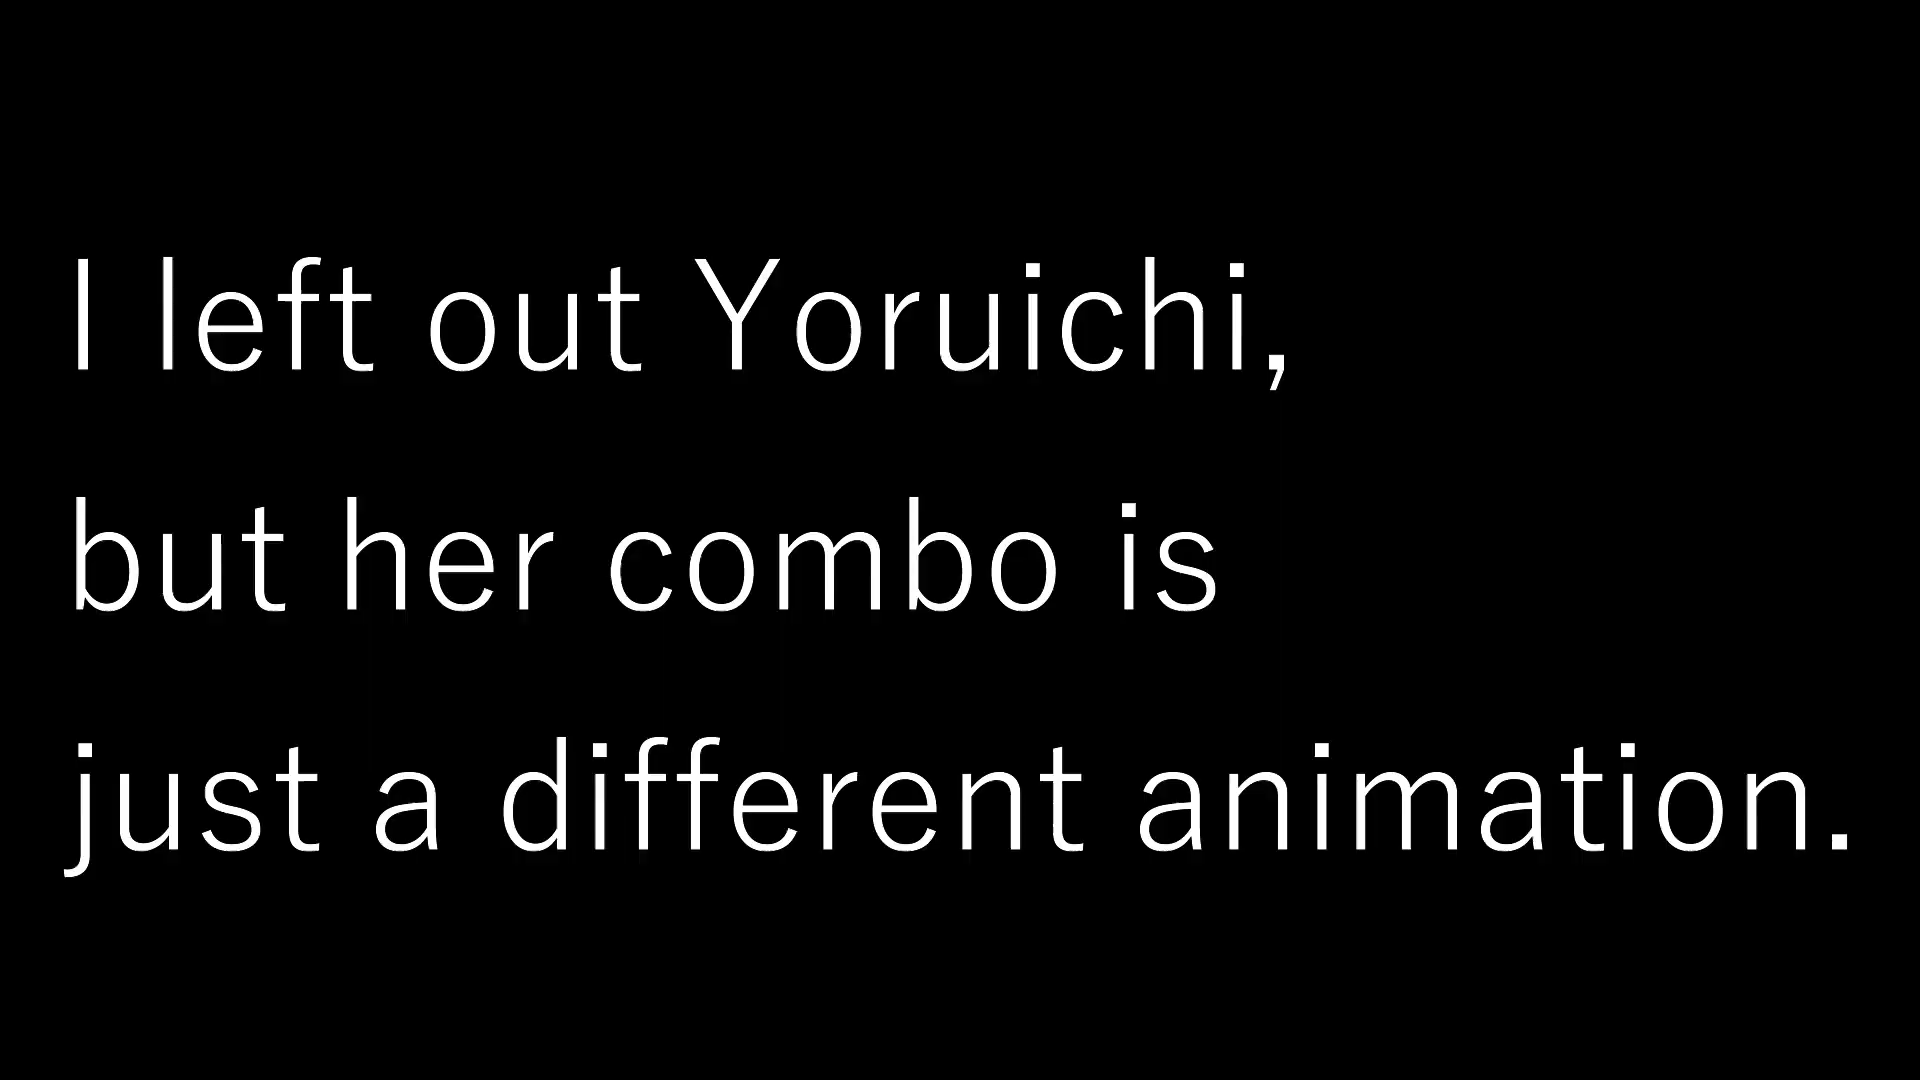 I left out Yoruichi,
but her combo is
just a different animation.